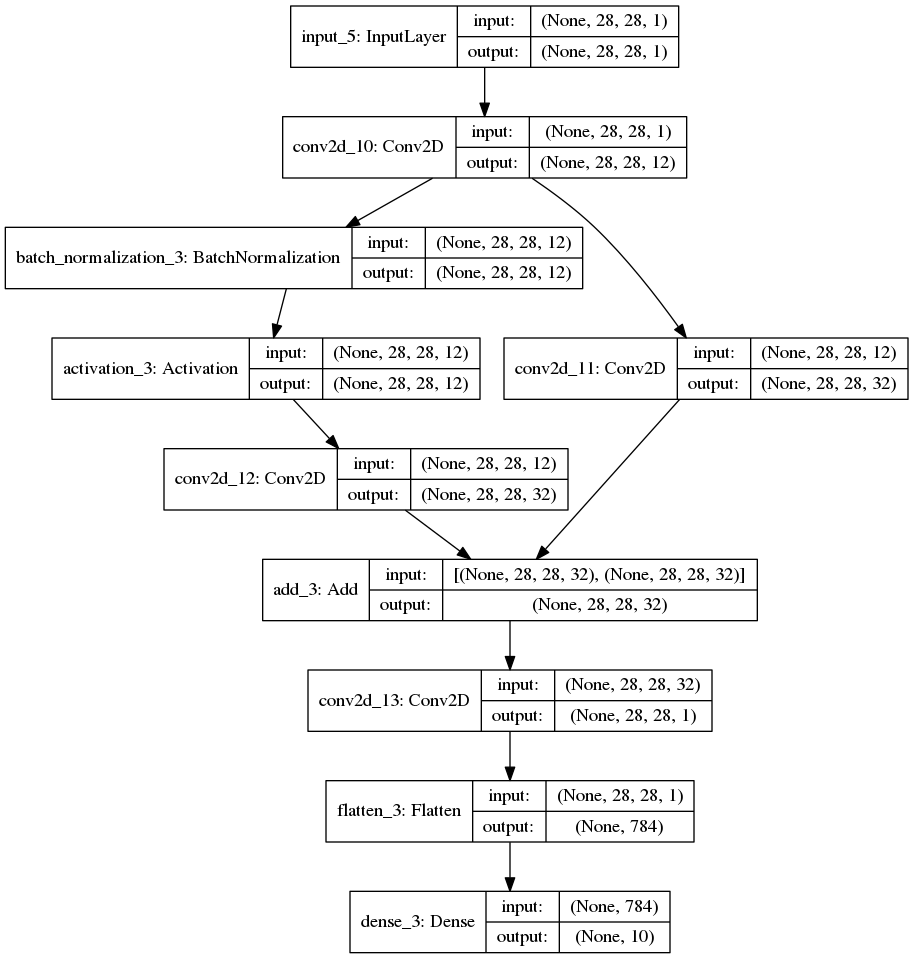 input_5: InputLayer
input: (None, 28, 28, 1)
output: (None, 28, 28, 1)
conv2d_10: Conv2D
input: (None, 28, 28, 1)
output: (None, 28, 28, 12)
batch_normalization_3: BatchNormalization
input: (None, 28, 28, 12)
output: (None, 28, 28, 12)
activation_3: Activation
input: (None, 28, 28, 12)
output: (None, 28, 28, 12)
conv2d_11: Conv2D
input: (None, 28, 28, 12)
output: (None, 28, 28, 32)
conv2d_12: Conv2D
input: (None, 28, 28, 12)
output: (None, 28, 28, 32)
add_3: Add
input: [(None, 28, 28, 32), (None, 28, 28, 32)]
output: (None, 28, 28, 32)
conv2d_13: Conv2D
input: (None, 28, 28, 32)
output: (None, 28, 28, 1)
flatten_3: Flatten
input: (None, 28, 28, 1)
output: (None, 784)
dense_3: Dense
input: (None, 784)
output: (None, 10)